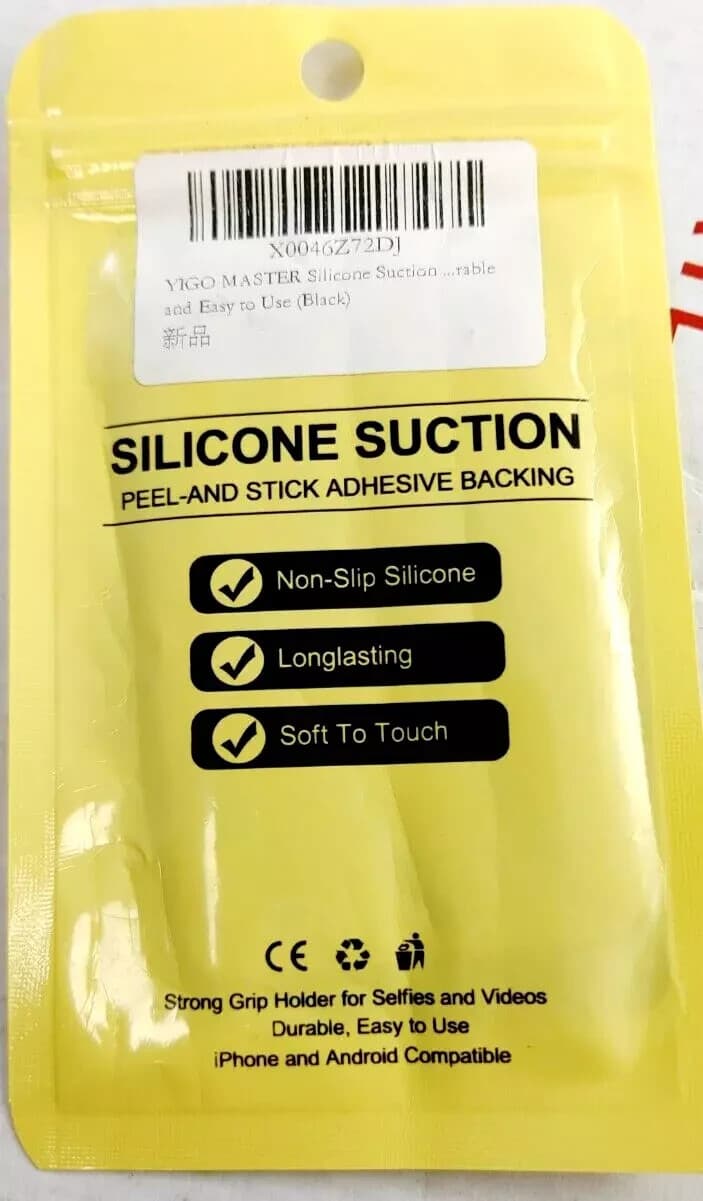 X0046Z72DJ
YIGO MASTER Silicone Suction ...rable
and Easy to Use (Black)
新品
SILICONE SUCTION
PEEL-AND STICK ADHESIVE BACKING
Non-Slip Silicone
Longlasting
Soft To Touch
CE
Strong Grip Holder for Selfies and Videos
Durable, Easy to Use
iPhone and Android Compatible